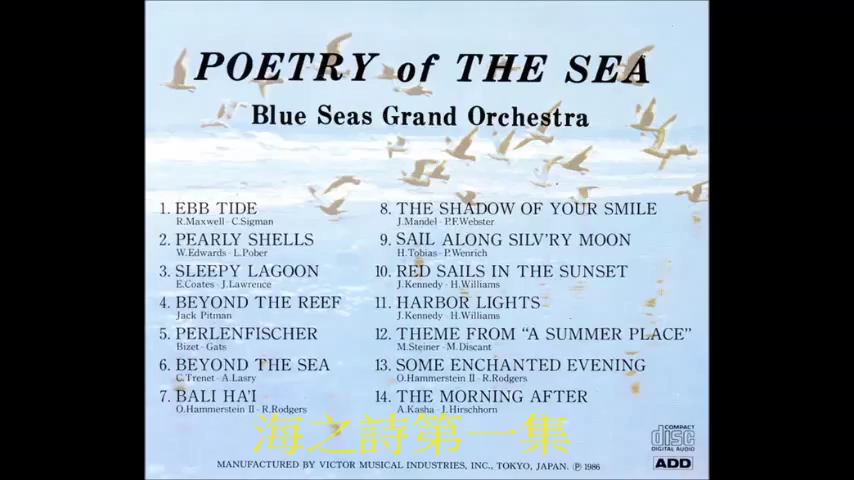 POETRY of THE SEA
Blue Seas Grand Orchestra
1. EBB TIDE
R.Maxwell - C.Sigman
2. PEARLY SHELLS
W.Edwards - L.Pober
3. SLEEPY LAGOON
E.Coates - J.Lawrence
4. BEYOND THE REEF
Jack Pitman
5. PERLENFISCHER
Bizet - Gats
6. BEYOND THE SEA
C.Trenet - A.Lasry
7. BALI HA'I
O.Hammerstein II - R.Rodgers
8. THE SHADOW OF YOUR SMILE
J.Mandel - P.F.Webster
9. SAIL ALONG SILV'RY MOON
H.Tobias - P.Wenrich
10. RED SAILS IN THE SUNSET
J.Kennedy - H.Williams
11. HARBOR LIGHTS
J.Kennedy - H.Williams
12. THEME FROM “A SUMMER PLACE”
M.Steiner - M.Discant
13. SOME ENCHANTED EVENING
O.Hammerstein II - R.Rodgers
14. THE MORNING AFTER
A.Kasha - J.Hirschhorn
海之詩第一集
COMPACT
disc
DIGITAL AUDIO
ADD
MANUFACTURED BY VICTOR MUSICAL INDUSTRIES, INC., TOKYO, JAPAN. Ⓟ 1986